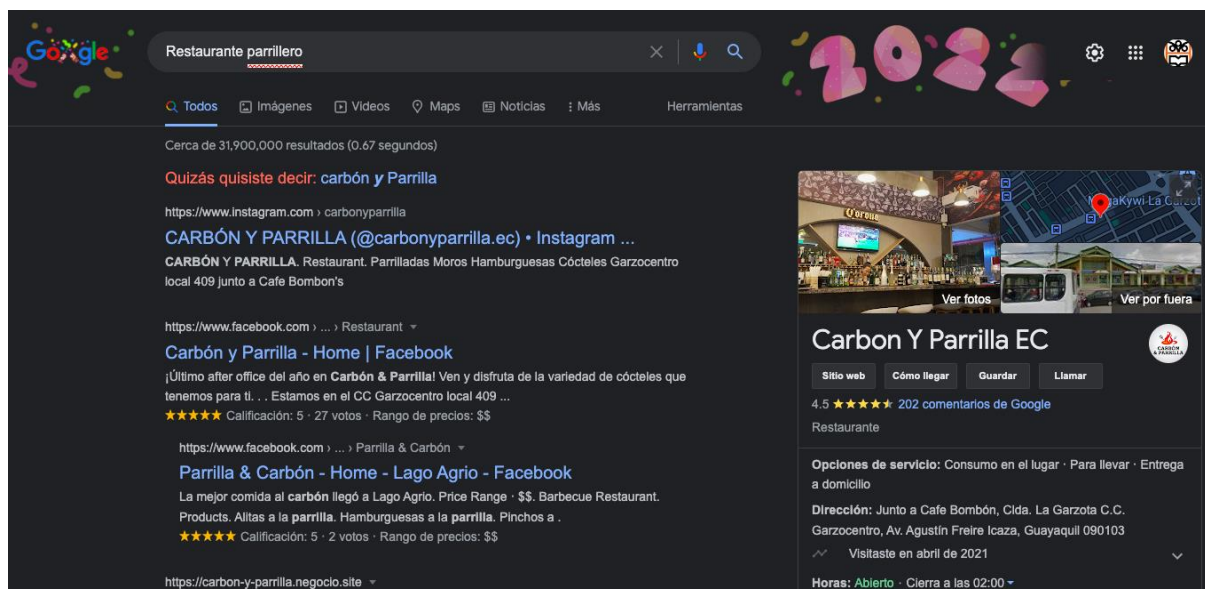 Google
Restaurante parrillero
2022
Todos
Imágenes
Videos
Maps
Noticias
Más
Herramientas
Cerca de 31,900,000 resultados (0.67 segundos)
Quizás quisiste decir: carbón y Parrilla
https://www.instagram.com › carbonyparrilla
CARBÓN Y PARRILLA (@carbonyparrilla.ec) • Instagram ...
CARBÓN Y PARRILLA. Restaurant. Parrilladas Moros Hamburguesas Cócteles Garzocentro
local 409 junto a Cafe Bombon's
https://www.facebook.com › ... › Restaurant
Carbón y Parrilla - Home | Facebook
¡Último after office del año en Carbón & Parrilla! Ven y disfruta de la variedad de cócteles que
tenemos para ti. . . Estamos en el CC Garzocentro local 409 ...
★★★★★ Calificación: 5 · 27 votos · Rango de precios: $$
https://www.facebook.com › ... › Parrilla & Carbón
Parrilla & Carbón - Home - Lago Agrio - Facebook
La mejor comida al carbón llegó a Lago Agrio. Price Range · $$. Barbecue Restaurant.
Products. Alitas a la parrilla. Hamburguesas a la parrilla. Pinchos a .
★★★★★ Calificación: 5 · 2 votos · Rango de precios: $$
https://carbon-y-parrilla.negocio.site
Corona
Kywi La Garzot
Ver fotos
Ver por fuera
Carbon Y Parrilla EC
CARBÓN
& PARRILLA
Sitio web
Cómo llegar
Guardar
Llamar
4.5 ★★★★★ 202 comentarios de Google
Restaurante
Opciones de servicio: Consumo en el lugar · Para llevar · Entrega
a domicilio
Dirección: Junto a Cafe Bombón, Clda. La Garzota C.C.
Garzocentro, Av. Agustín Freire Icaza, Guayaquil 090103
Visitaste en abril de 2021
Horas: Abierto · Cierra a las 02:00